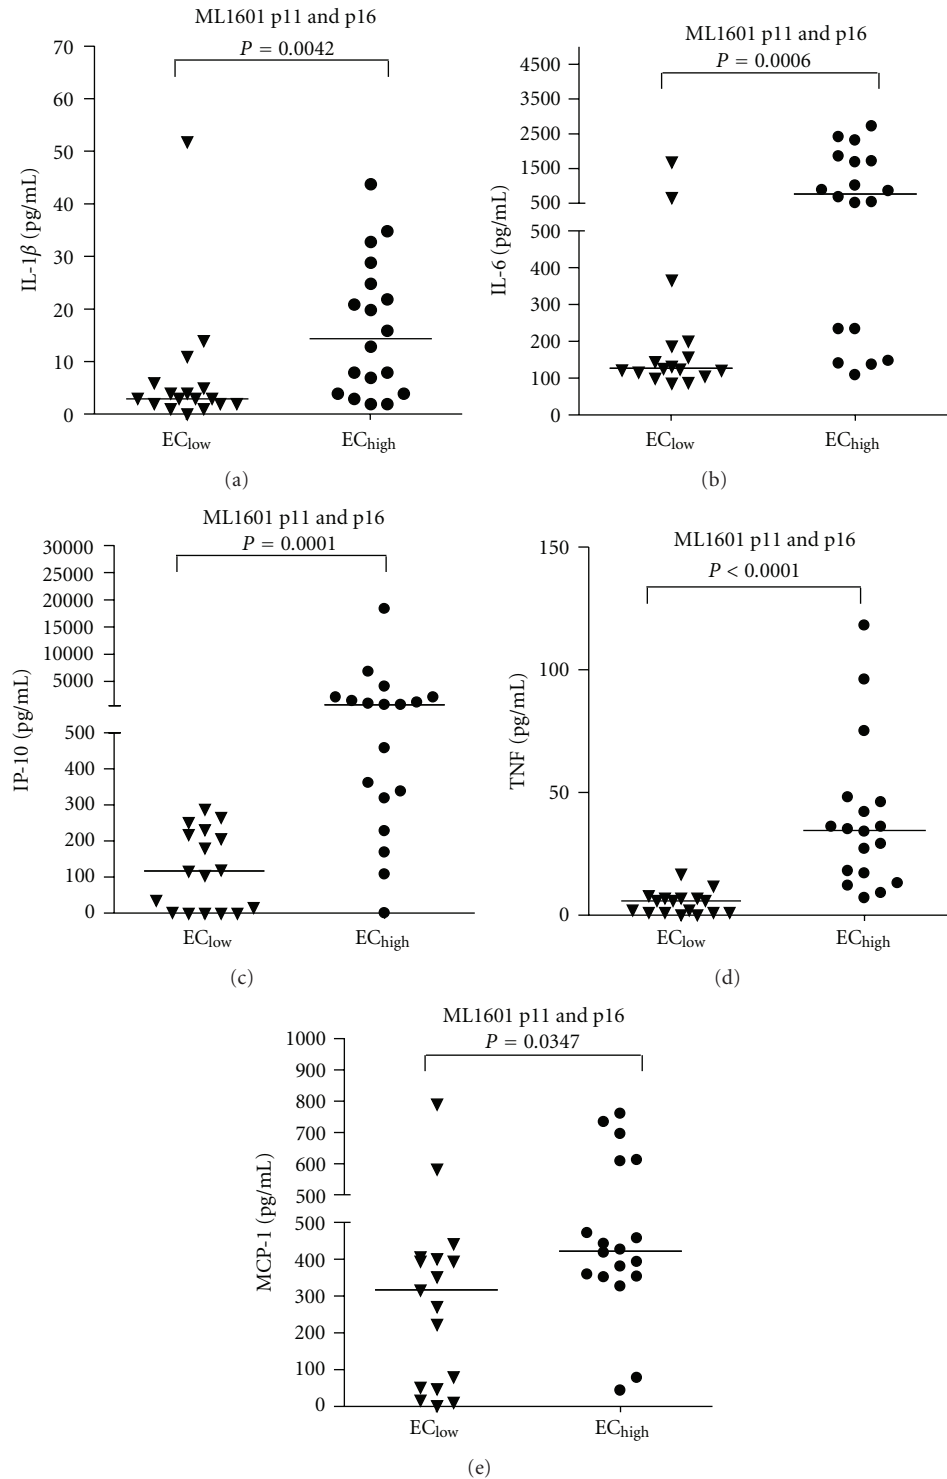 ML1601 p11 and p16
P = 0.0042
70
60
50
40
30
20
10
0
IL-1β (pg/mL)
EClow
EChigh
(a)
ML1601 p11 and p16
P = 0.0006
4500
3500
2500
1500
500
500
400
300
200
100
0
IL-6 (pg/mL)
EClow
EChigh
(b)
ML1601 p11 and p16
P = 0.0001
30000
25000
20000
15000
10000
5000
500
400
300
200
100
0
IP-10 (pg/mL)
EClow
EChigh
(c)
ML1601 p11 and p16
P < 0.0001
150
100
50
0
TNF (pg/mL)
EClow
EChigh
(d)
ML1601 p11 and p16
P = 0.0347
1000
900
800
700
600
500
500
400
300
200
100
0
MCP-1 (pg/mL)
EClow
EChigh
(e)